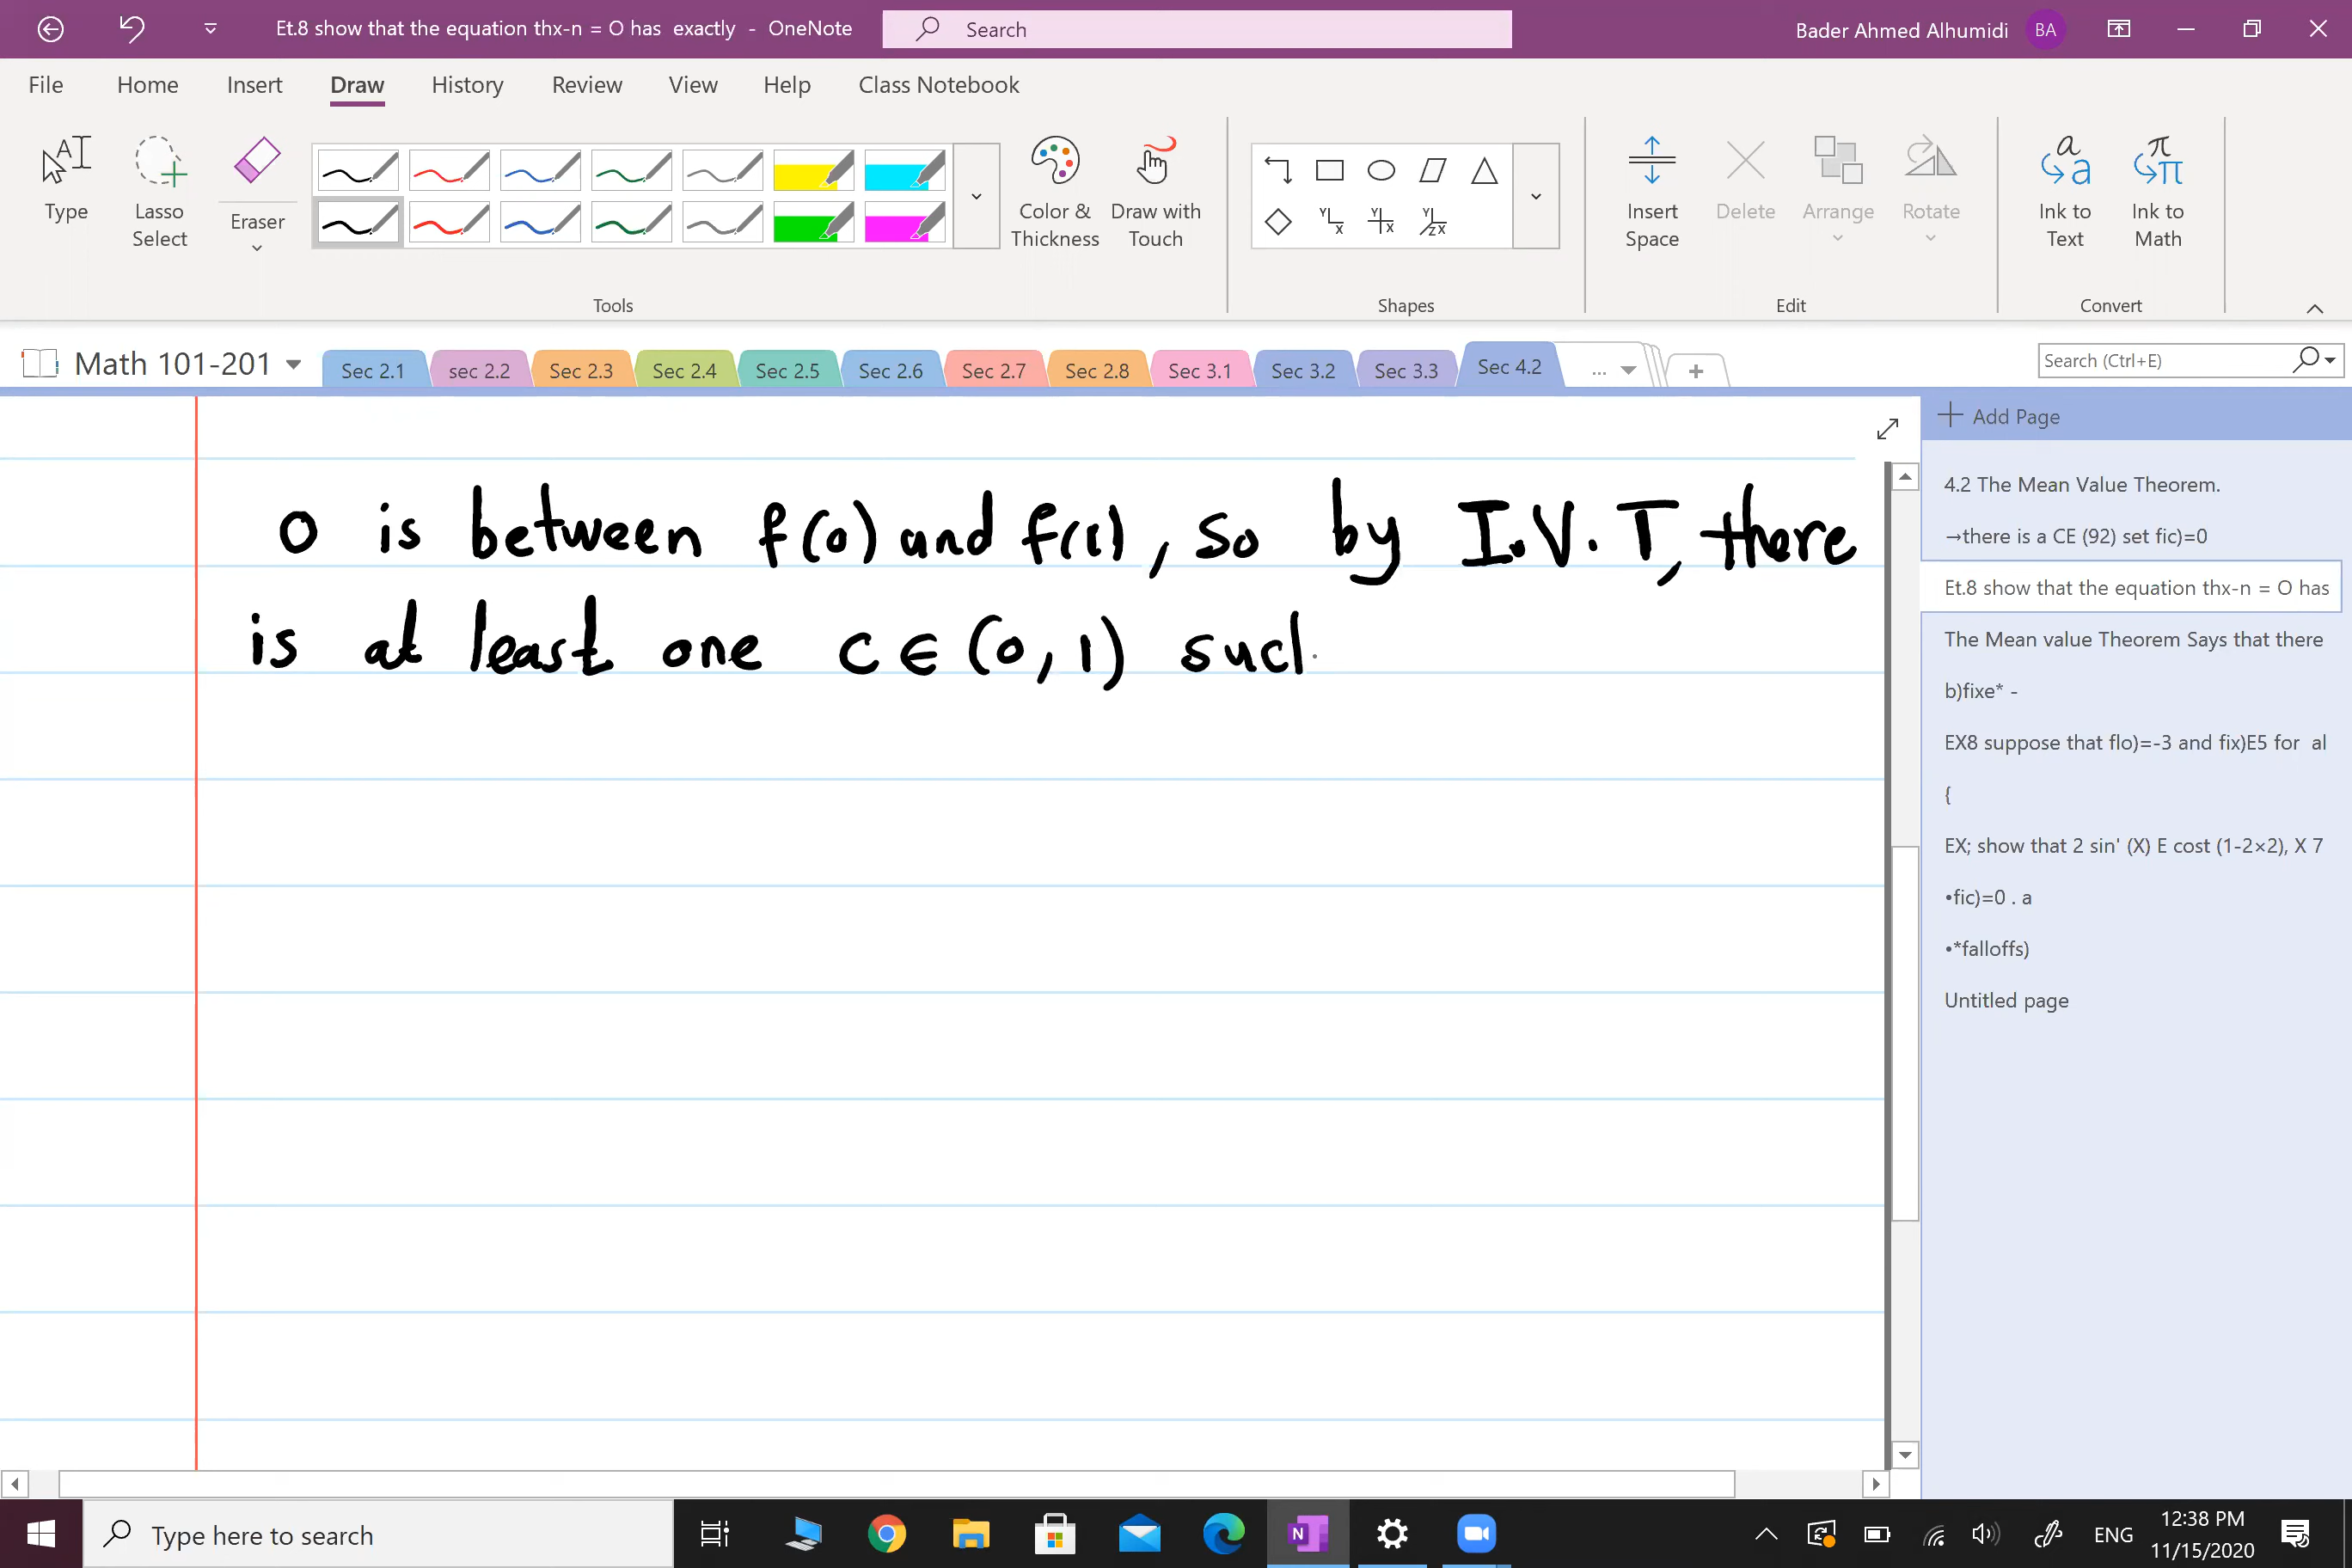 Et.8 show that the equation thx-n = O has exactly - OneNote
Search
Bader Ahmed Alhumidi
BA
File Home Insert Draw History Review View Help Class Notebook
Type
Lasso Select
Eraser
Color & Thickness
Draw with Touch
Insert Space
Delete
Arrange
Rotate
Ink to Text
Ink to Math
Tools
Shapes
Edit
Convert
Math 101-201
Sec 2.1 sec 2.2 Sec 2.3 Sec 2.4 Sec 2.5 Sec 2.6 Sec 2.7 Sec 2.8 Sec 3.1 Sec 3.2 Sec 3.3 Sec 4.2 ... +
Search (Ctrl+E)
0 is between f(0) and f(1), so by I.V.T, there
is at least one c ∈ (0,1) sucl
Add Page
4.2 The Mean Value Theorem.
→there is a CE (92) set fic)=0
Et.8 show that the equation thx-n = O has
The Mean value Theorem Says that there
b)fixe* -
EX8 suppose that flo)=-3 and fix)E5 for al
{
EX; show that 2 sin' (X) E cost (1-2×2), X 7
•fic)=0 . a
•*falloffs)
Untitled page
Type here to search
ENG
12:38 PM
11/15/2020